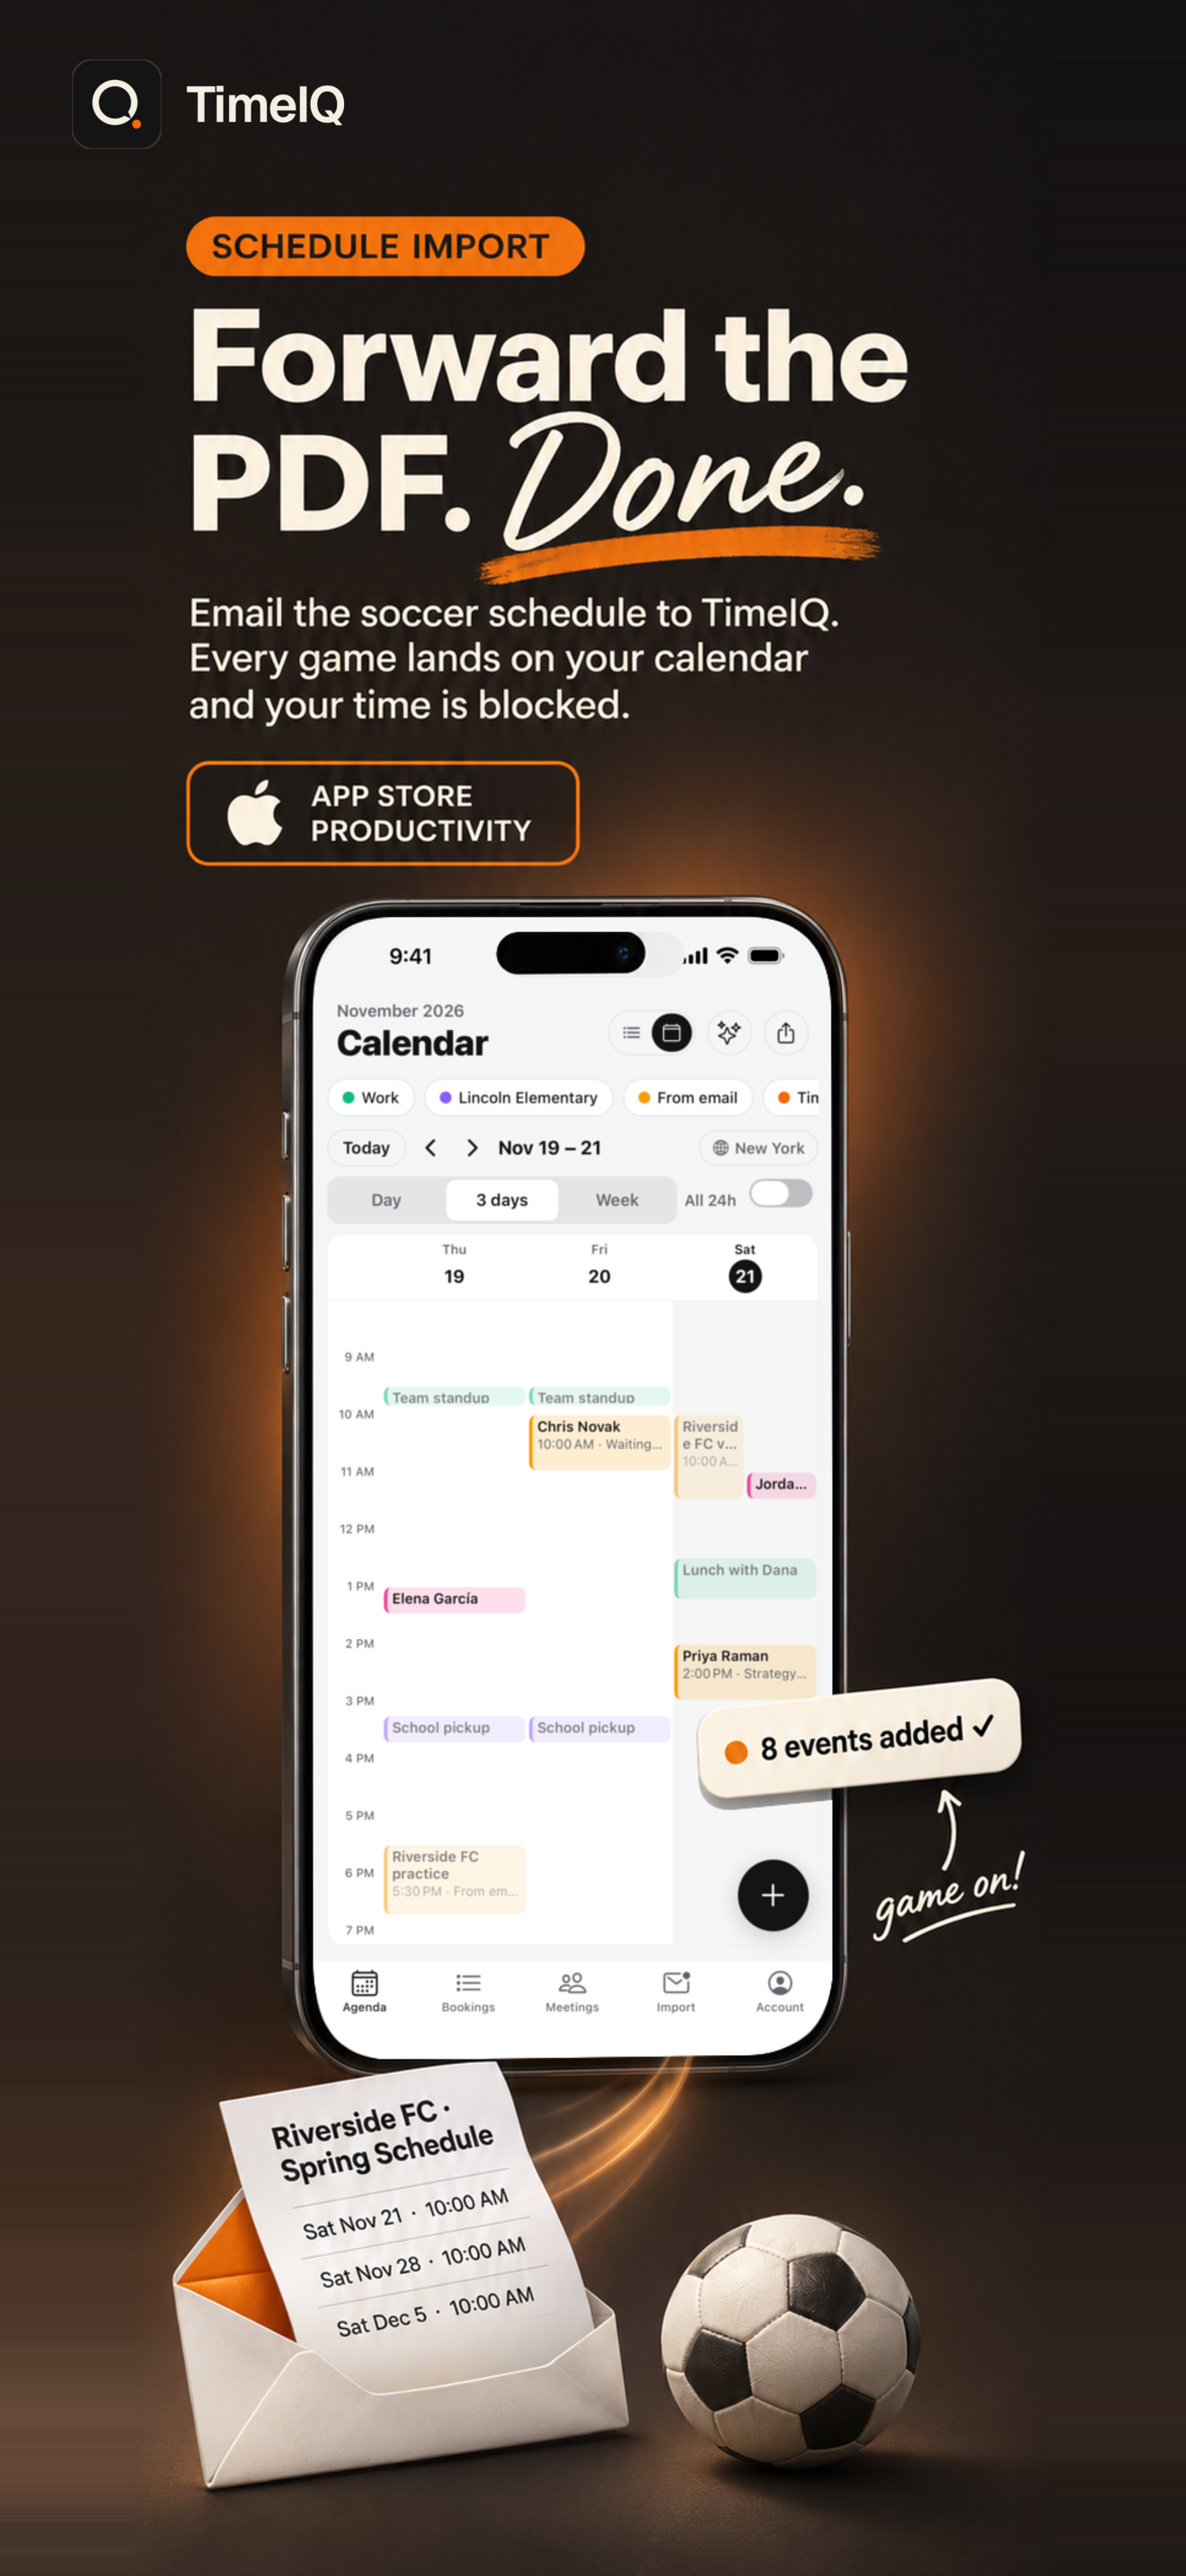 TimeIQ
SCHEDULE IMPORT
Forward the
PDF. Done.
Email the soccer schedule to TimeIQ.
Every game lands on your calendar
and your time is blocked.
APP STORE
PRODUCTIVITY
9:41
November 2026
Calendar
Work
Lincoln Elementary
From email
Tin
Today
Nov 19 – 21
New York
Day
3 days
Week
All 24h
Thu
Fri
Sat
19
20
21
9 AM
Team standup
Team standup
10 AM
Chris Novak
10:00 AM · Waiting...
Riversid
e FC v...
10:00 A...
11 AM
Jorda...
12 PM
Lunch with Dana
1 PM
Elena García
2 PM
Priya Raman
2:00 PM · Strategy...
3 PM
School pickup
School pickup
8 events added ✓
4 PM
5 PM
Riverside FC
practice
5:30 PM · From em...
6 PM
game on!
7 PM
Agenda
Bookings
Meetings
Import
Account
Riverside FC ·
Spring Schedule
Sat Nov 21 · 10:00 AM
Sat Nov 28 · 10:00 AM
Sat Dec 5 · 10:00 AM